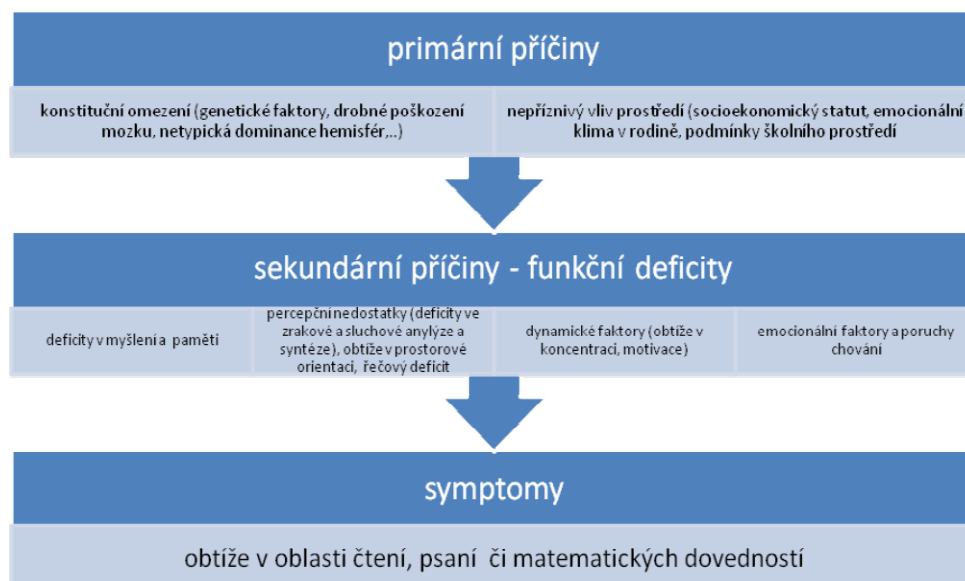 primární příčiny
konstituční omezení (genetické faktory, drobné poškození
mozku, netypická dominance hemisfér,..)
nepříznivý vliv prostředí (socioekonomický statut, emocionální
klima v rodině, podmínky školního prostředí
sekundární příčiny - funkční deficity
deficity v myšlení a paměti
percepční nedostatky (deficity ve
zrakové a sluchové anylýze a
syntéze), obtíže v prostorové
orientaci, řečový deficit
dynamické faktory (obtíže v
koncentraci, motivace)
emocionální faktory a poruchy
chování
symptomy
obtíže v oblasti čtení, psaní či matematických dovedností